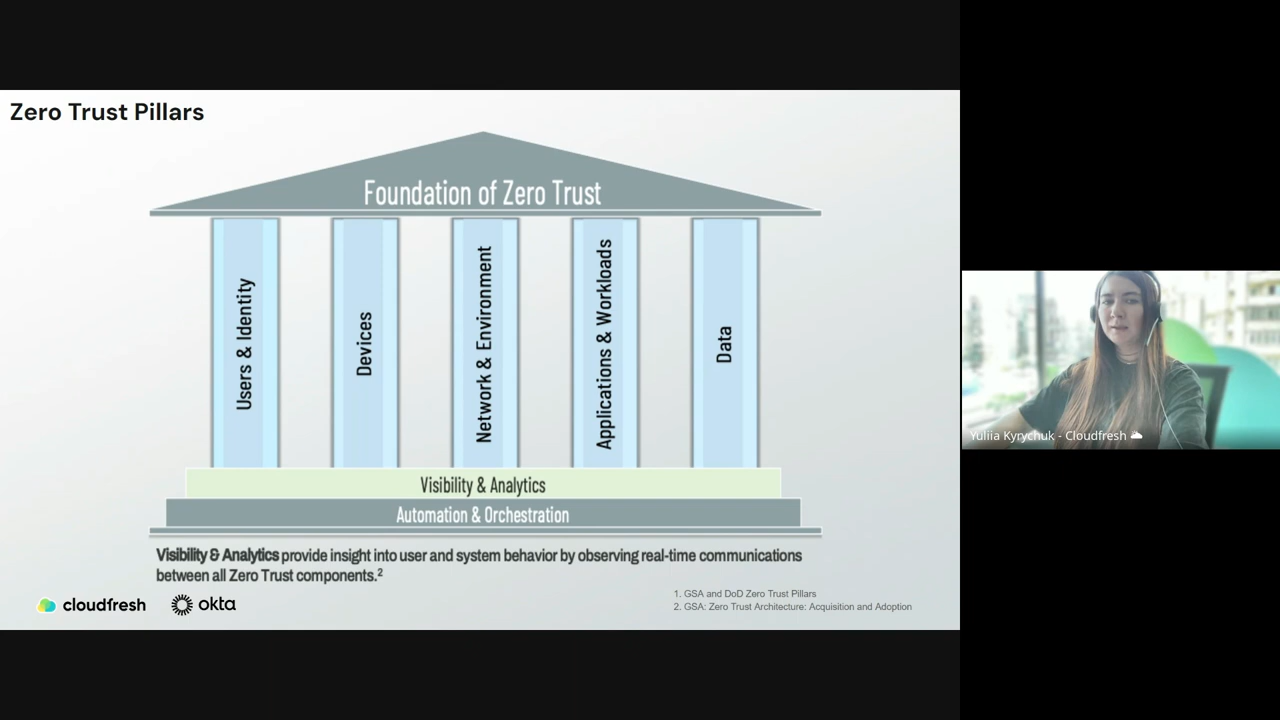 Zero Trust Pillars
Foundation of Zero Trust
Users & Identity
Devices
Network & Environment
Applications & Workloads
Data
Visibility & Analytics
Automation & Orchestration
Visibility & Analytics provide insight into user and system behavior by observing real-time communications
between all Zero Trust components.2
cloudfresh
okta
1. GSA and DoD Zero Trust Pillars
2. GSA: Zero Trust Architecture: Acquisition and Adoption
Yuliia Kyrychuk - Cloudfresh